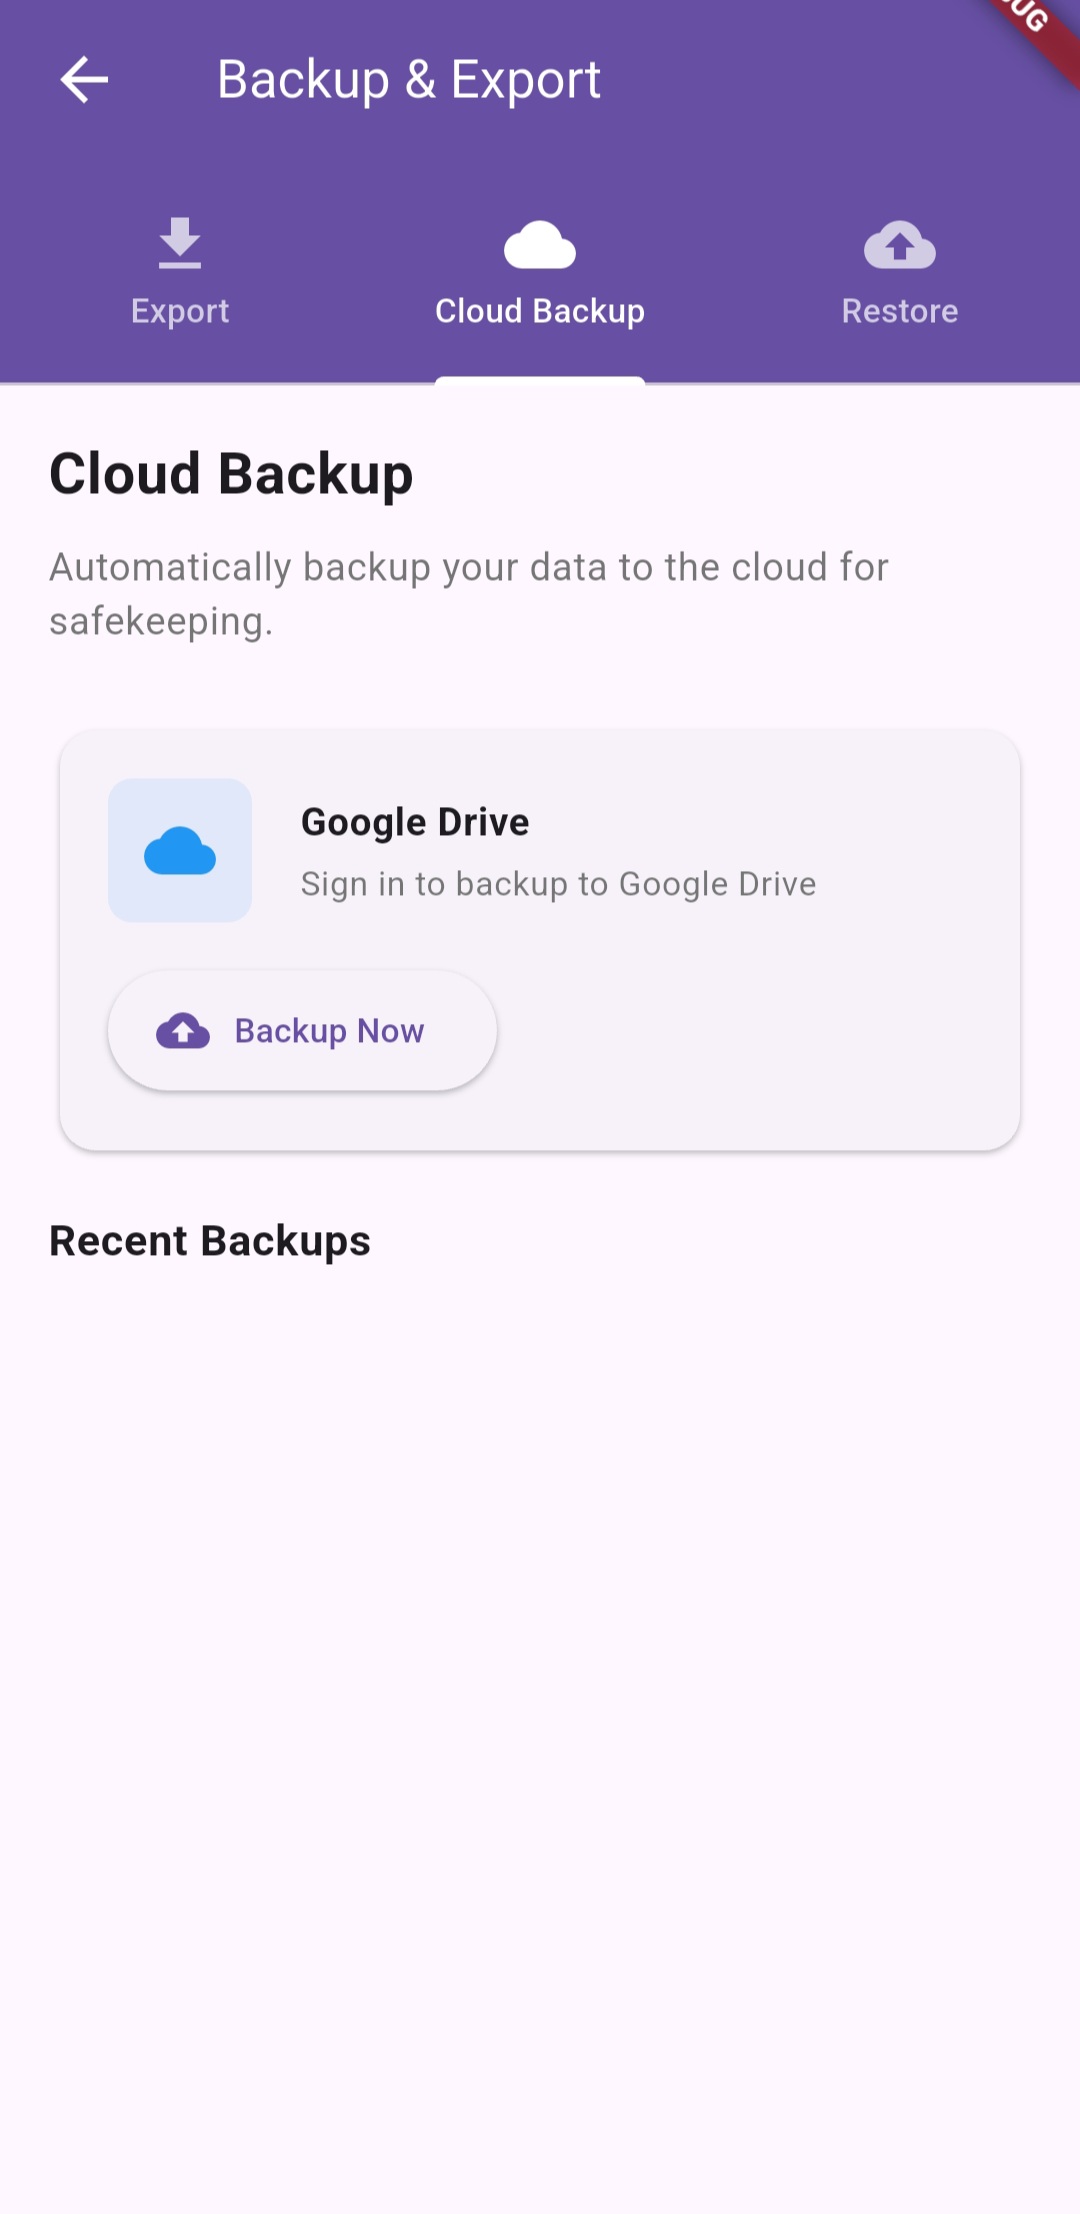 Backup & Export
Export
Cloud Backup
Restore
Cloud Backup
Automatically backup your data to the cloud for
safekeeping.
Google Drive
Sign in to backup to Google Drive
Backup Now
Recent Backups